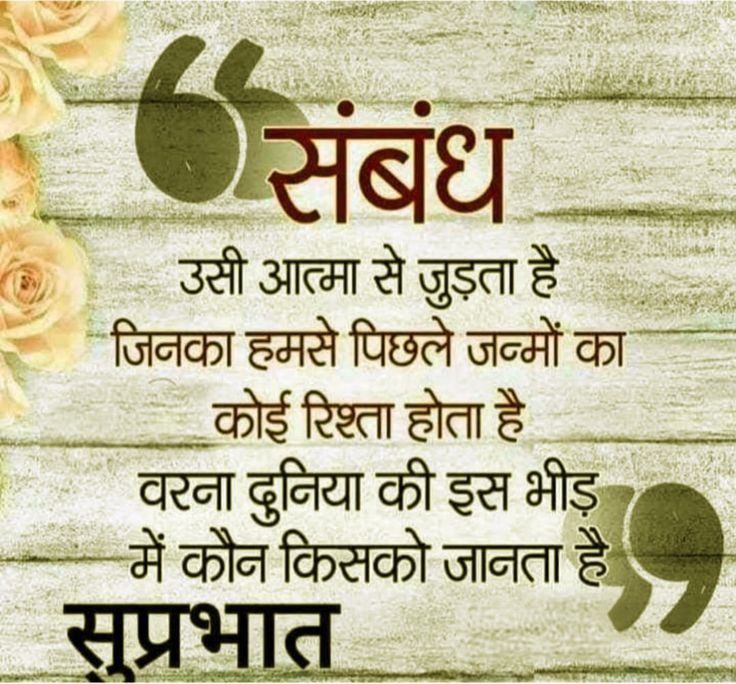 संबंध
उसी आत्मा से जुड़ता है
जिनका हमसे पिछले जन्मों का
कोई रिश्ता होता है
वरना दुनिया की इस भीड़
में कौन किसको जानता है
सुप्रभात